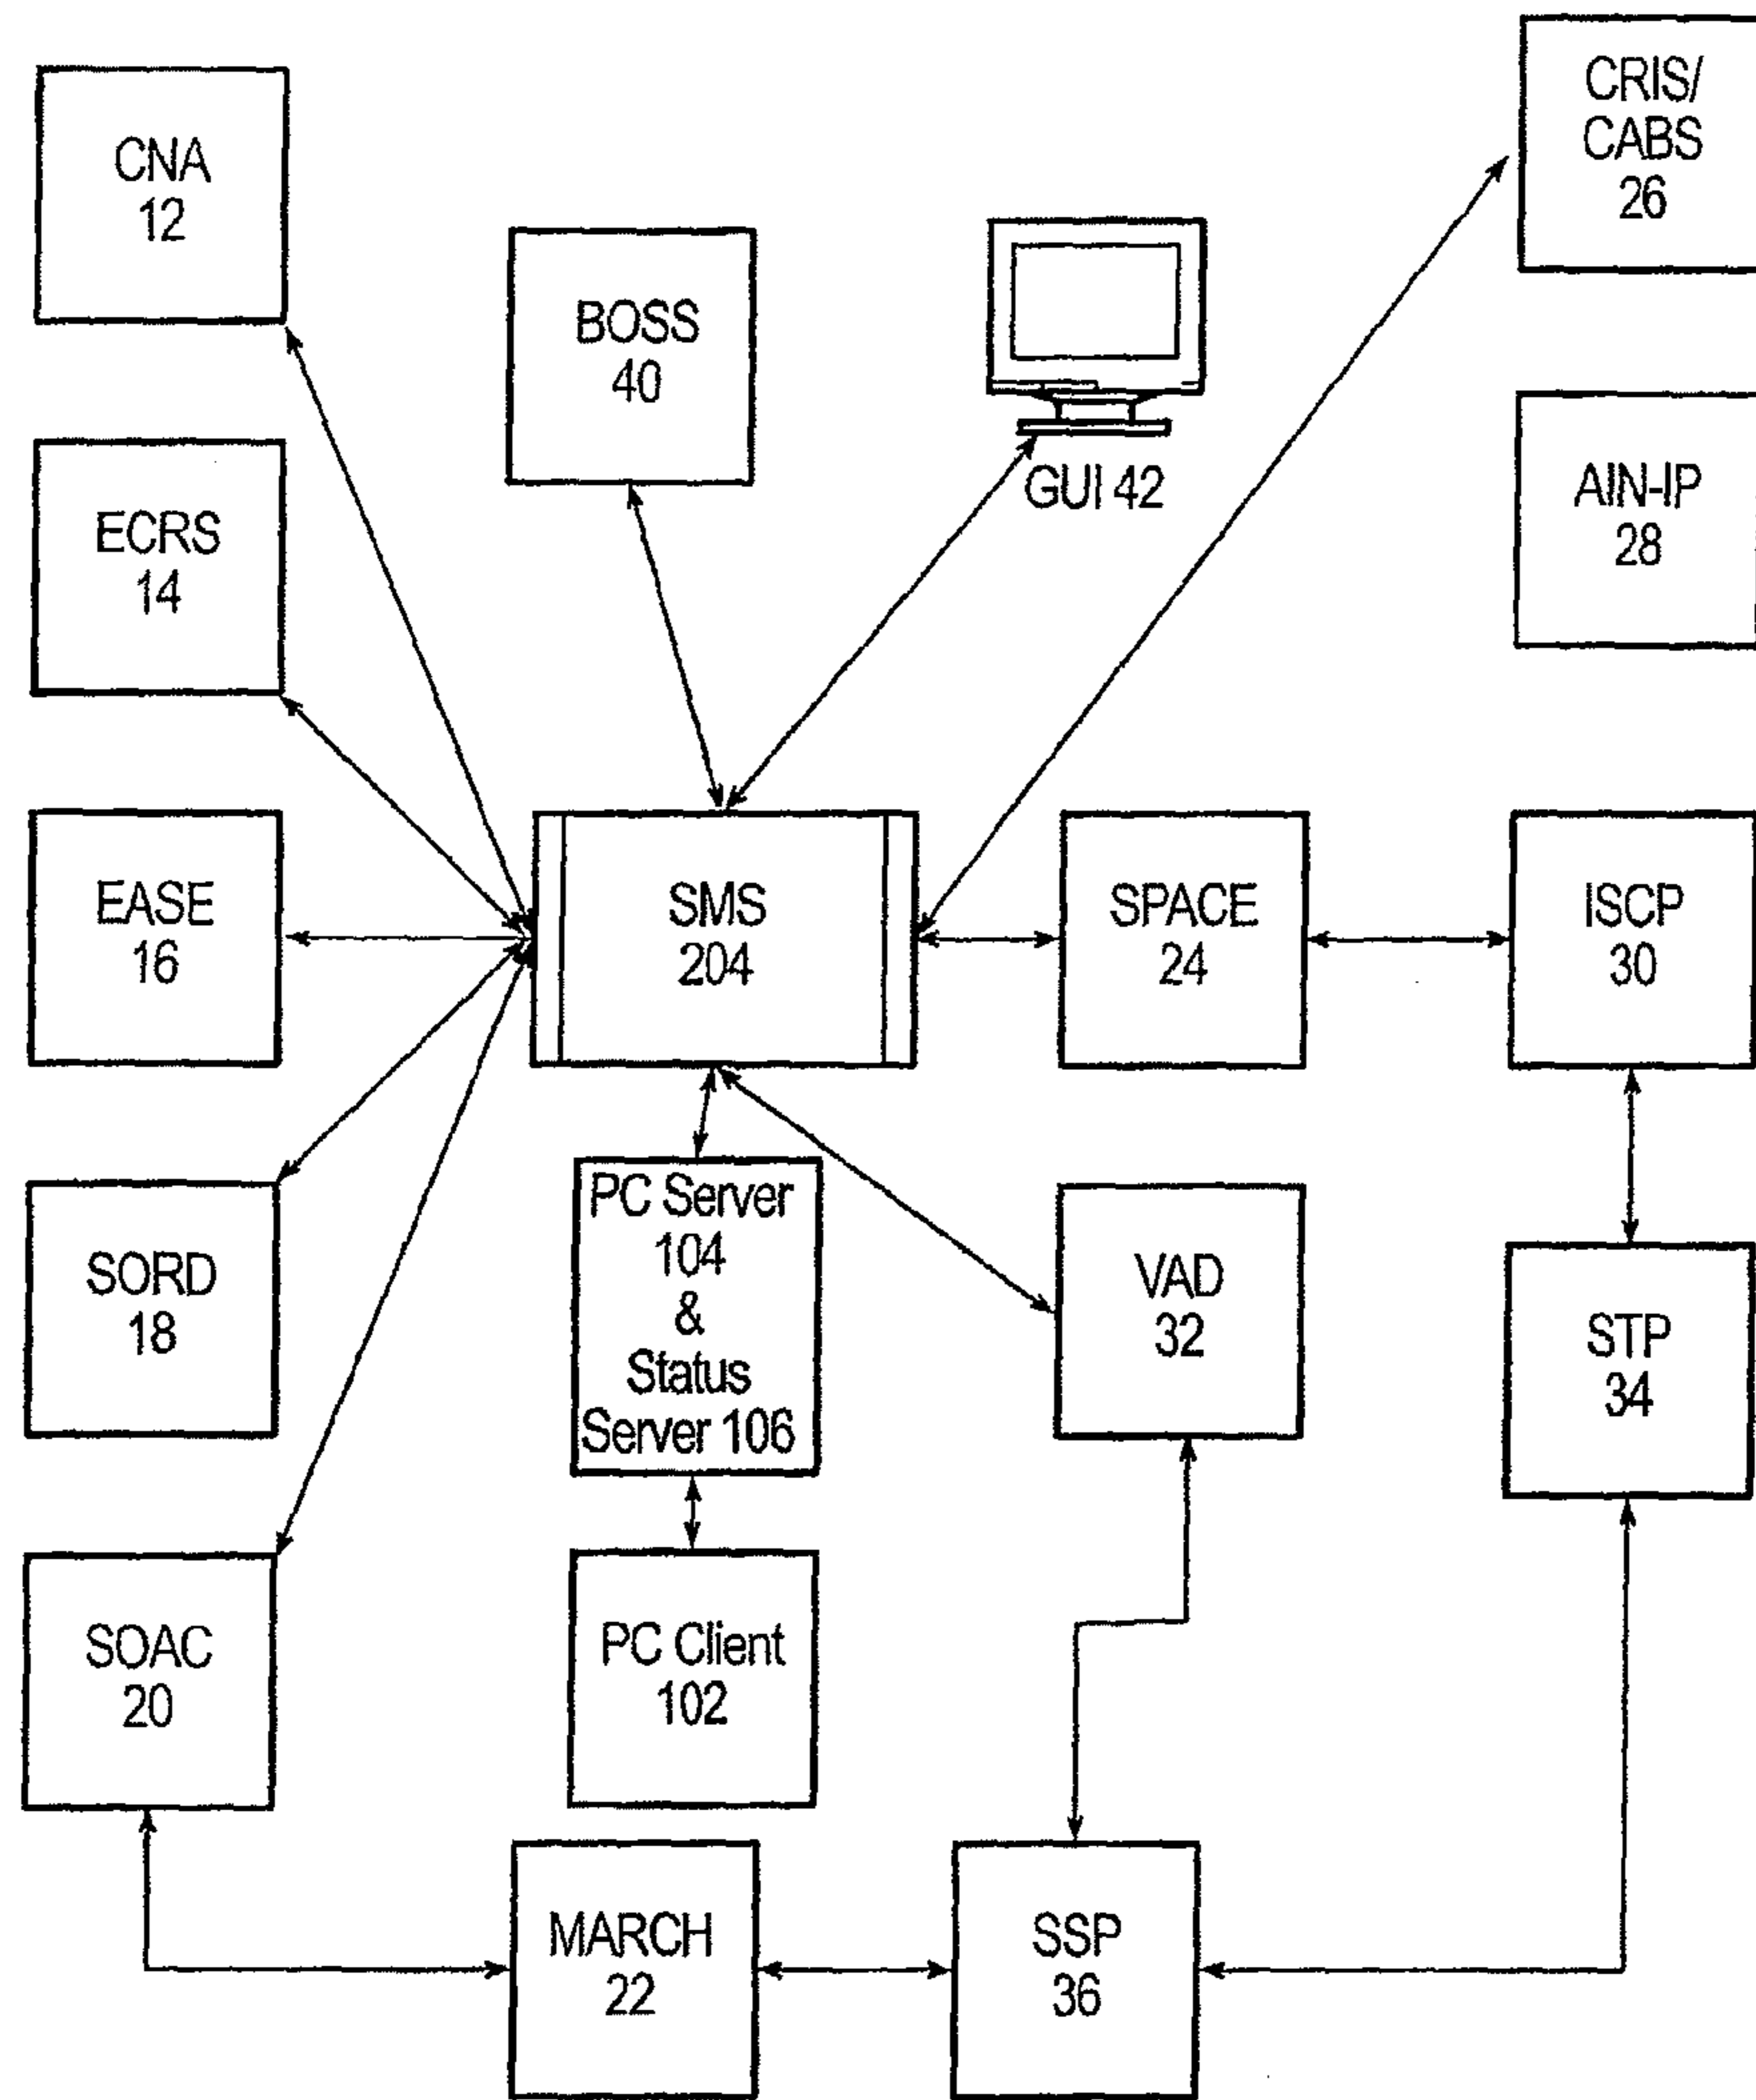 CNA
12
CRIS/
CABS
26
BOSS
40
GUI 42
ECRS
14
AIN-IP
28
EASE
16
SMS
204
SPACE
24
ISCP
30
SORD
18
PC Server
104
&
Status
Server 106
VAD
32
STP
34
SOAC
20
PC Client
102
MARCH
22
SSP
36